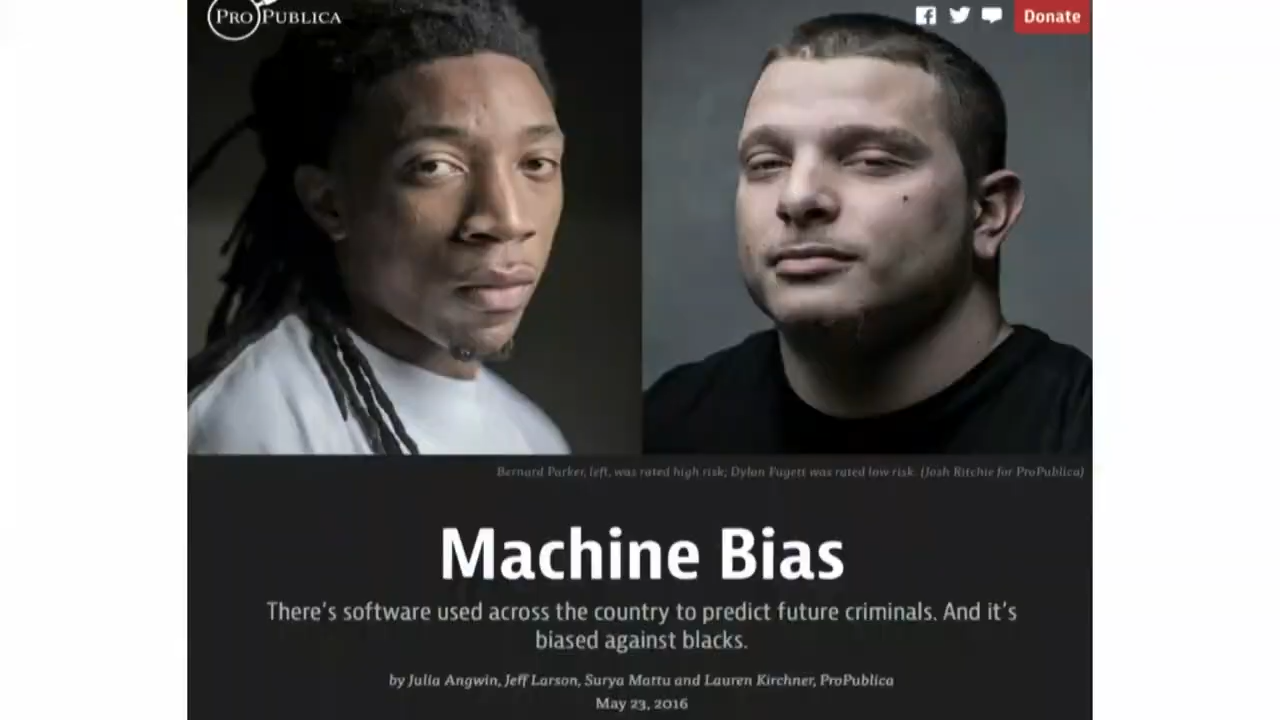 PROPUBLICA
Donate
Bernard Parker, left, was rated high risk; Dylan Fugett was rated low risk. (Josh Ritchie for ProPublica)
Machine Bias
There's software used across the country to predict future criminals. And it's
biased against blacks.
by Julia Angwin, Jeff Larson, Surya Mattu and Lauren Kirchner, ProPublica
May 23, 2016